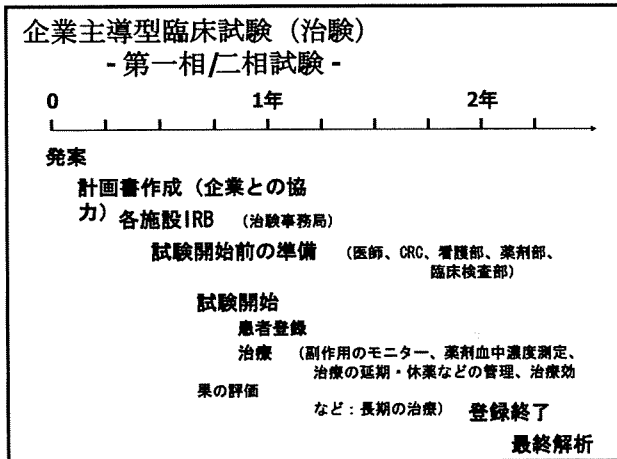 企業主導型臨床試験（治験）
- 第一相/二相試験 -
0 1年 2年
発案
計画書作成（企業との協
力） 各施設IRB （治験事務局）
試験開始前の準備 （医師、CRC、看護部、薬剤部、
臨床検査部）
試験開始
患者登録
治療 （副作用のモニター、薬剤血中濃度測定、
治療の延期・休薬などの管理、治療効
果の評価
など：長期の治療） 登録終了
最終解析